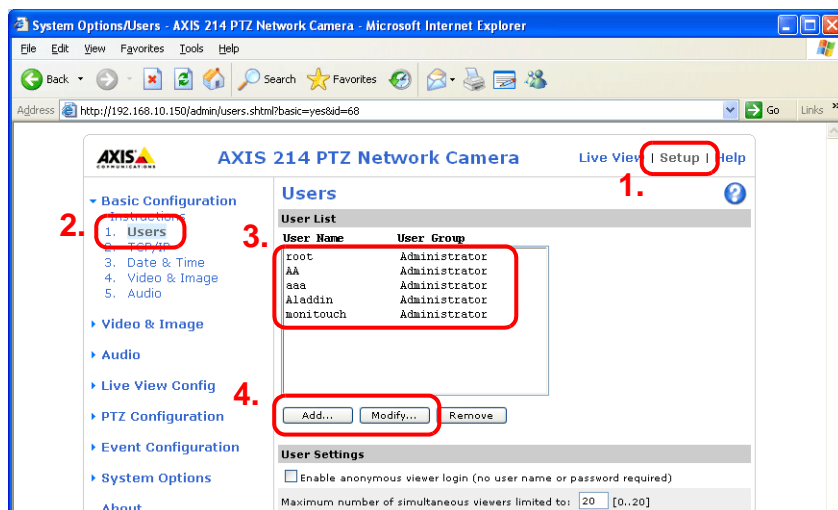 System Options/Users - AXIS 214 PTZ Network Camera - Microsoft Internet Explorer
File Edit View Favorites Tools Help
Back Search Favorites
Address http://192.168.10.150/admin/users.shtml?basic=yes&id=68 Go Links »
AXIS COMMUNICATIONS AXIS 214 PTZ Network Camera Live View | Setup | Help
1.
Users
Basic Configuration
Instructions
2.
1. Users
2. TCP/IP
3. Date & Time
4. Video & Image
5. Audio
Video & Image
Audio
Live View Config
PTZ Configuration
Event Configuration
System Options
About
User List
3.
User Name User Group
root Administrator
AA Administrator
aaa Administrator
Aladdin Administrator
monitouch Administrator
4.
Add... Modify... Remove
User Settings
Enable anonymous viewer login (no user name or password required)
Maximum number of simultaneous viewers limited to: 20 [0..20]